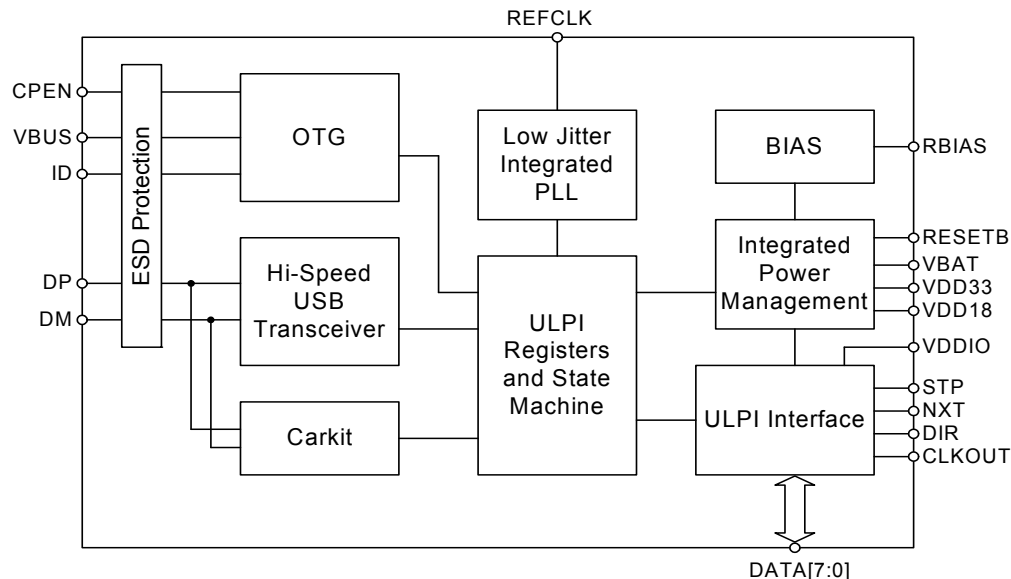 REFCLK
CPEN
VBUS
ID
DP
DM
ESD Protection
OTG
Low Jitter
Integrated
PLL
BIAS
RBIAS
Hi-Speed
USB
Transceiver
Integrated
Power
Management
RESETB
VBAT
VDD33
VDD18
VDDIO
ULPI
Registers
and State
Machine
Carkit
ULPI Interface
STP
NXT
DIR
CLKOUT
DATA[7:0]